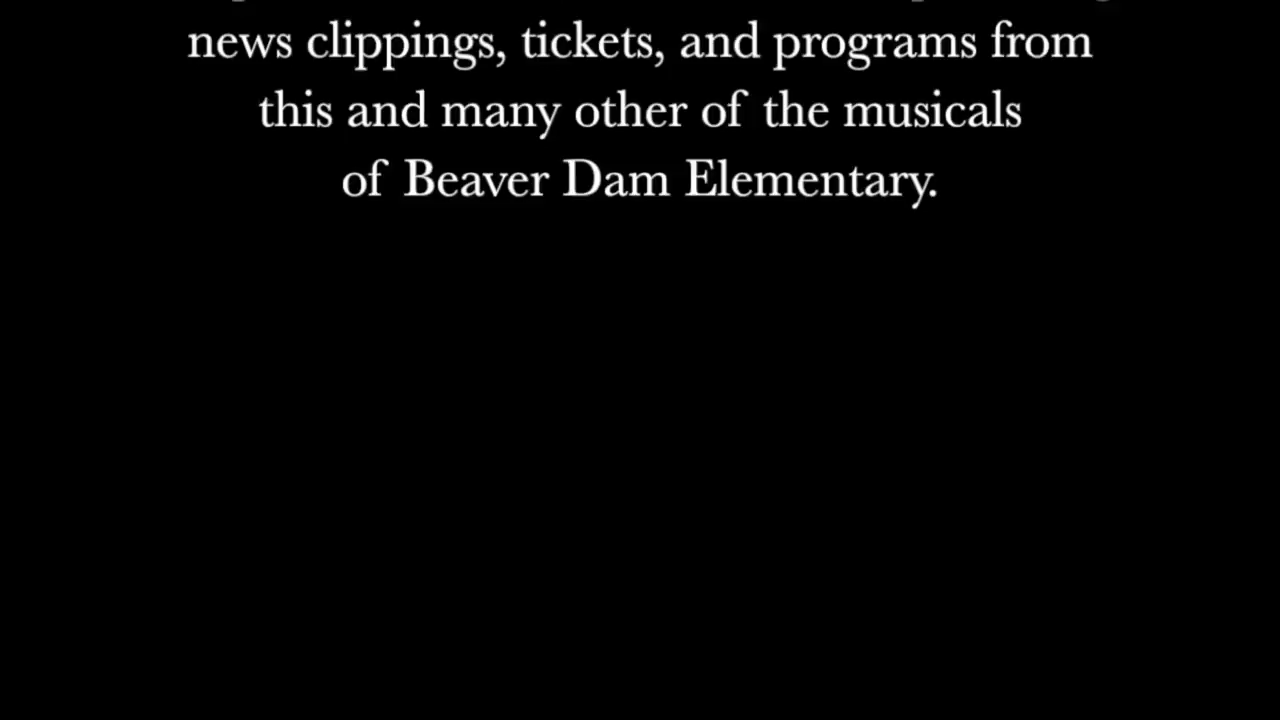 news clippings, tickets, and programs from
this and many other of the musicals
of Beaver Dam Elementary.